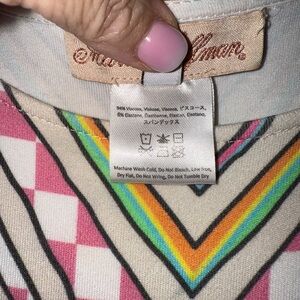 94% Viscose, Viskose, Viscosa, ビスコース,
6% Elastane, Elasthanne, Elastan, Elastano,
スパンデックス
Machine Wash Cold, Do Not Bleach, Low Iron,
Dry Flat, Do Not Wring, Do Not Tumble Dry